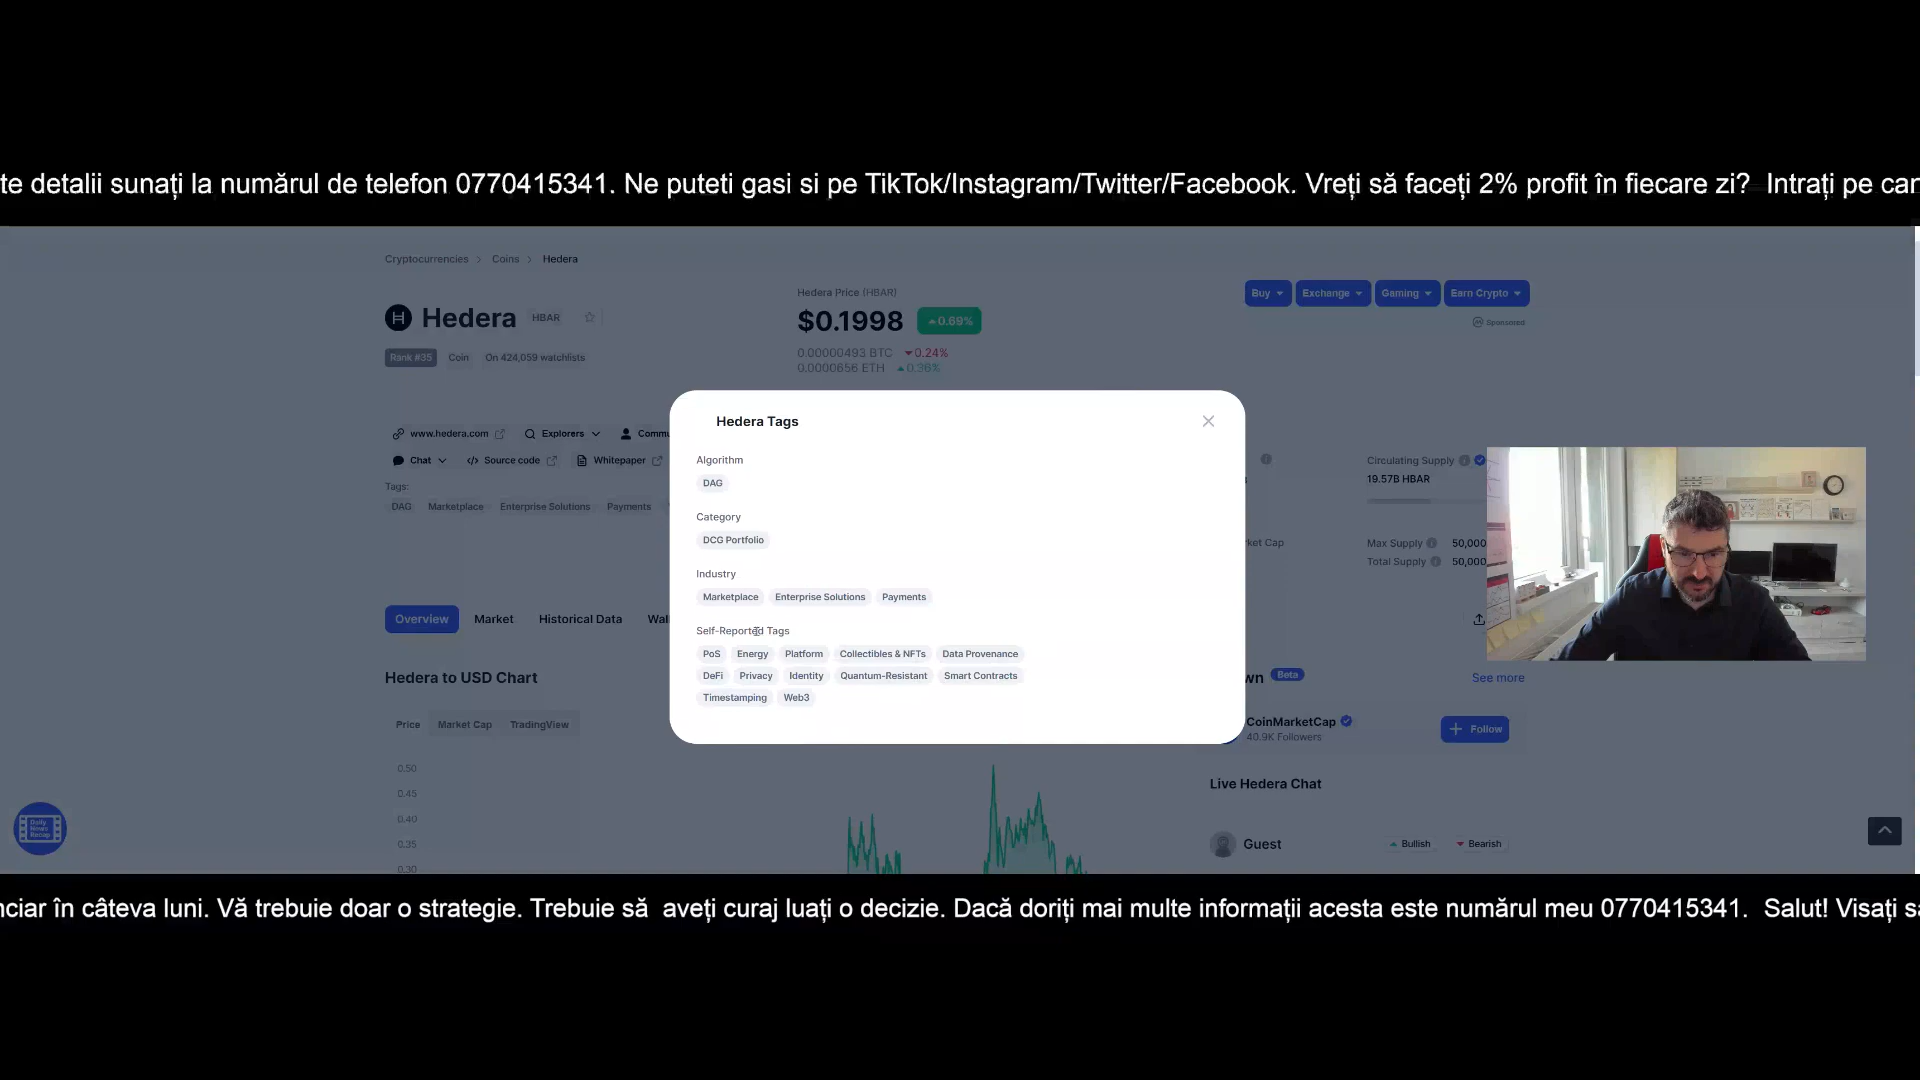 te detalii sunați la numărul de telefon 0770415341. Ne puteti gasi si pe TikTok/Instagram/Twitter/Facebook. Vreți să faceți 2% profit în fiecare zi? Intrați pe
Cryptocurrencies > Coins > Hedera
Hedera Price (HBAR)
Buy Exchange Gaming Earn Crypto
Hedera HBAR
$0.1998 0.69%
Sponsored
Rank #35 Coin On 424,059 watchlists
0.00000493 BTC 0.24%
0.0000656 ETH 0.36%
Hedera Tags
www.hedera.com Explorers
Chat Source code Whitepaper
Tags:
DAG Marketplace Enterprise Solutions Payments
Algorithm
DAG
Category
DCG Portfolio
Industry
Marketplace Enterprise Solutions Payments
Self-Reported Tags
PoS Energy Platform Collectibles & NFTs Data Provenance
DeFi Privacy Identity Quantum-Resistant Smart Contracts
Timestamping Web3
Circulating Supply
19.57B HBAR
ket Cap
Max Supply 50,000
Total Supply 50,000
Overview Market Historical Data
Hedera to USD Chart
wn Beta See more
Price Market Cap TradingView
CoinMarketCap
40.9K Followers
Follow
0.50
0.45
0.40
0.35
0.30
Live Hedera Chat
Guest Bullish Bearish
Daily News Recap
nciar în câteva luni. Vă trebuie doar o strategie. Trebuie să aveți curaj luați o decizie. Dacă doriți mai multe informații acesta este numărul meu 0770415341. Salut! Visați